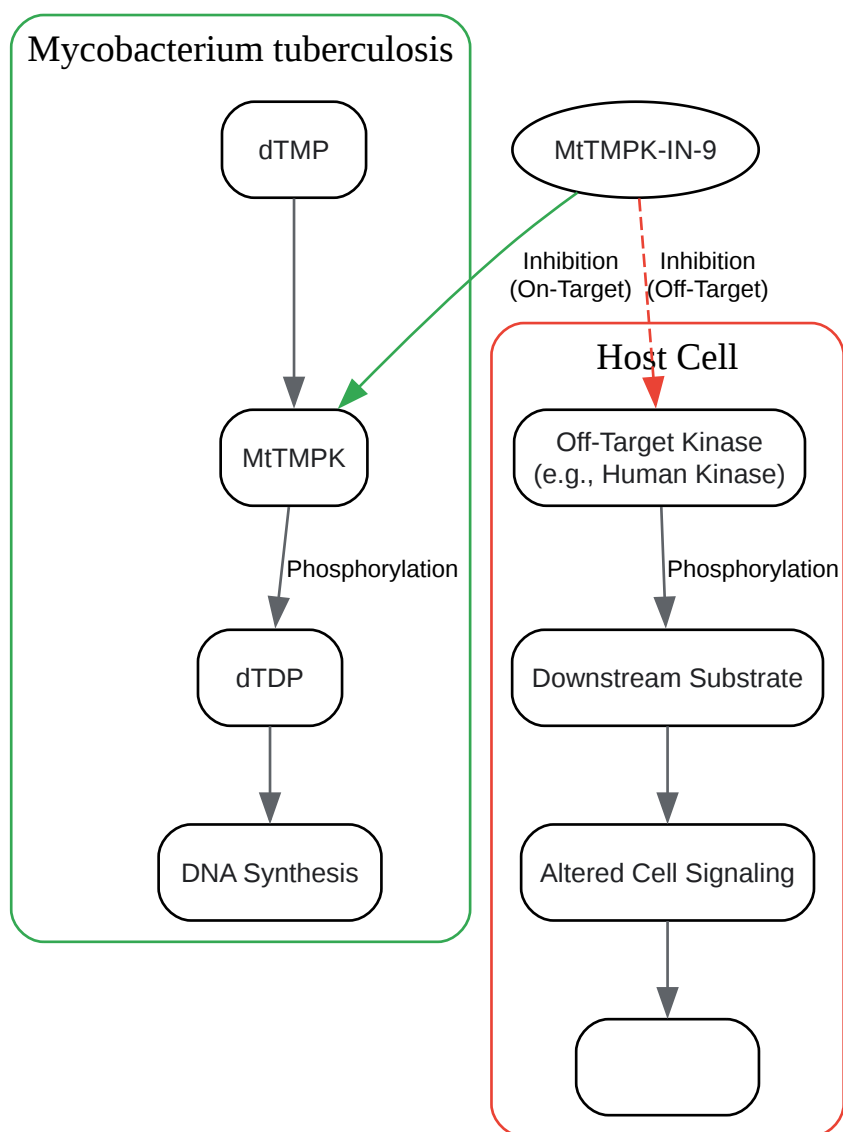 Mycobacterium tuberculosis
dTMP
MtTMPK-IN-9
Inhibition
(On-Target)
Inhibition
(Off-Target)
Host Cell
MtTMPK
Off-Target Kinase
(e.g., Human Kinase)
Phosphorylation
Phosphorylation
dTDP
Downstream Substrate
DNA Synthesis
Altered Cell Signaling